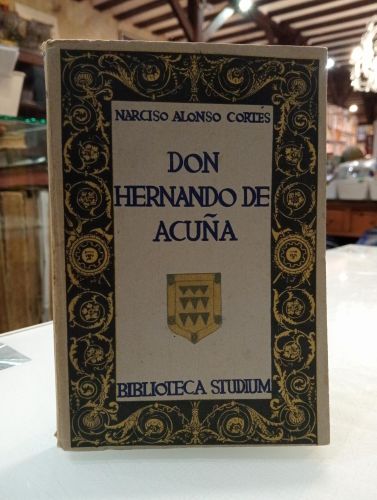 NARCISO ALONSO CORTÉS
DON
HERNANDO DE
ACUÑA
BIBLIOTECA STUDIUM